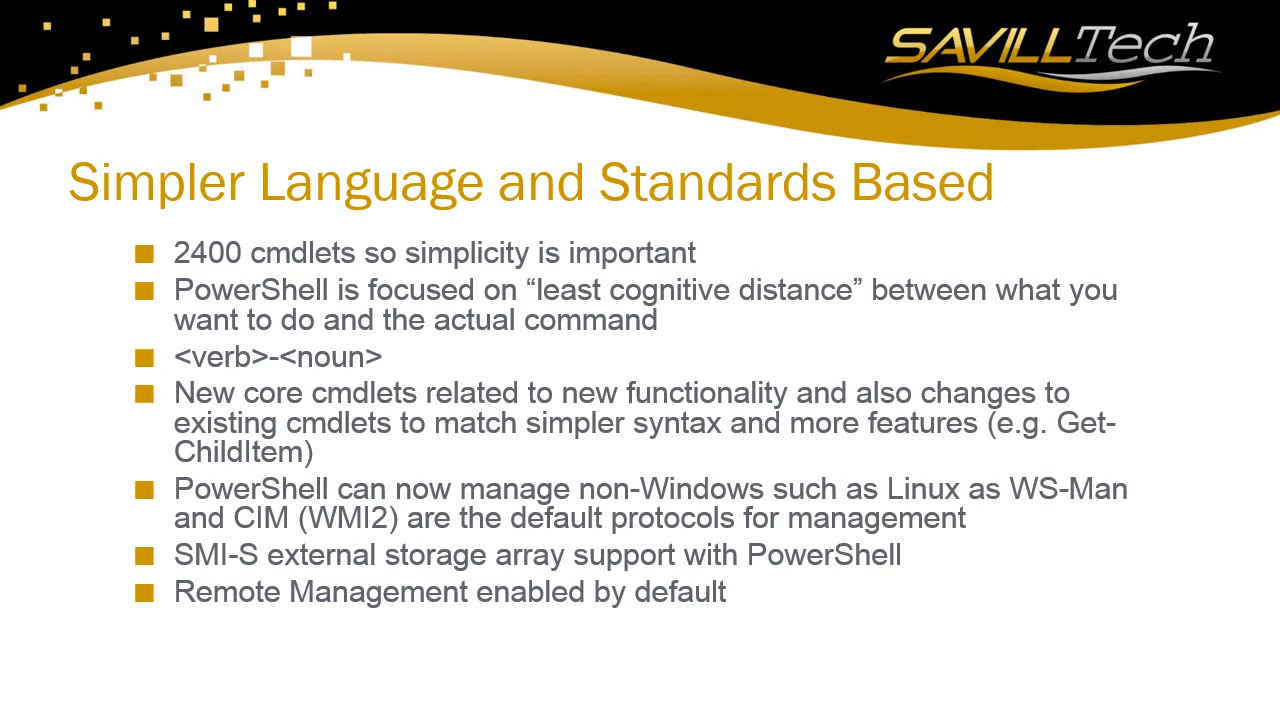 SAVILLTech
Simpler Language and Standards Based
2400 cmdlets so simplicity is important
PowerShell is focused on “least cognitive distance” between what you
want to do and the actual command
<verb>-<noun>
New core cmdlets related to new functionality and also changes to
existing cmdlets to match simpler syntax and more features (e.g. Get-
ChildItem)
PowerShell can now manage non-Windows such as Linux as WS-Man
and CIM (WMI2) are the default protocols for management
SMI-S external storage array support with PowerShell
Remote Management enabled by default